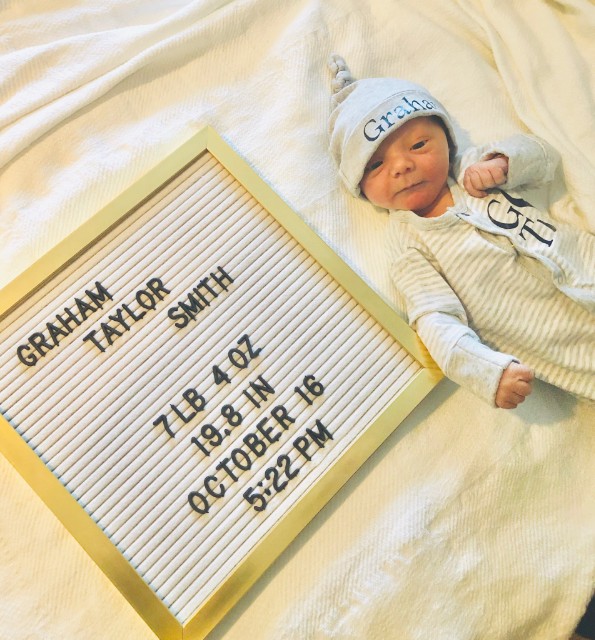 GRAHAM
TAYLOR
SMITH
7 LB 4 OZ
19.8 IN
OCTOBER 16
5:22 PM
Graha
G
T